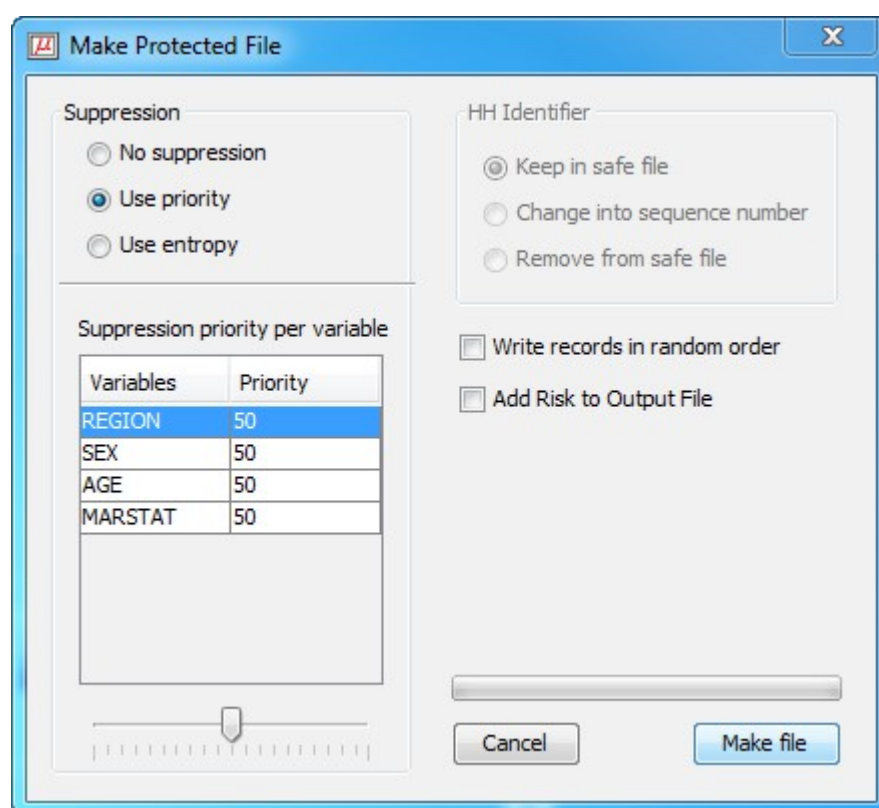 μ Make Protected File X
Suppression
No suppression
Use priority
Use entropy
Suppression priority per variable
Variables Priority
REGION 50
SEX 50
AGE 50
MARSTAT 50
HH Identifier
Keep in safe file
Change into sequence number
Remove from safe file
Write records in random order
Add Risk to Output File
Cancel Make file